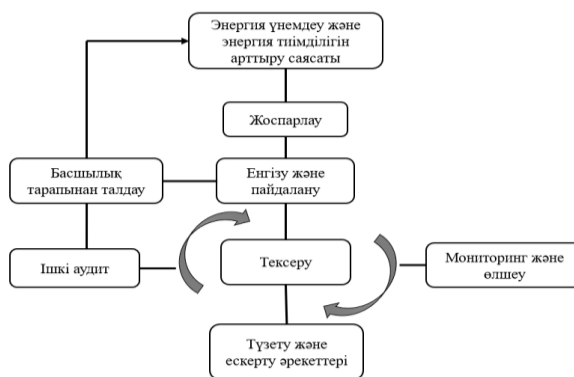 Энергия үнемдеу және
энергия тиімділігін
арттыру саясаты
Жоспарлау
Басшылық
тарапынан талдау
Енгізу және
пайдалану
Ішкі аудит
Тексеру
Мониторинг және
өлшеу
Түзету және
ескерту әрекеттері